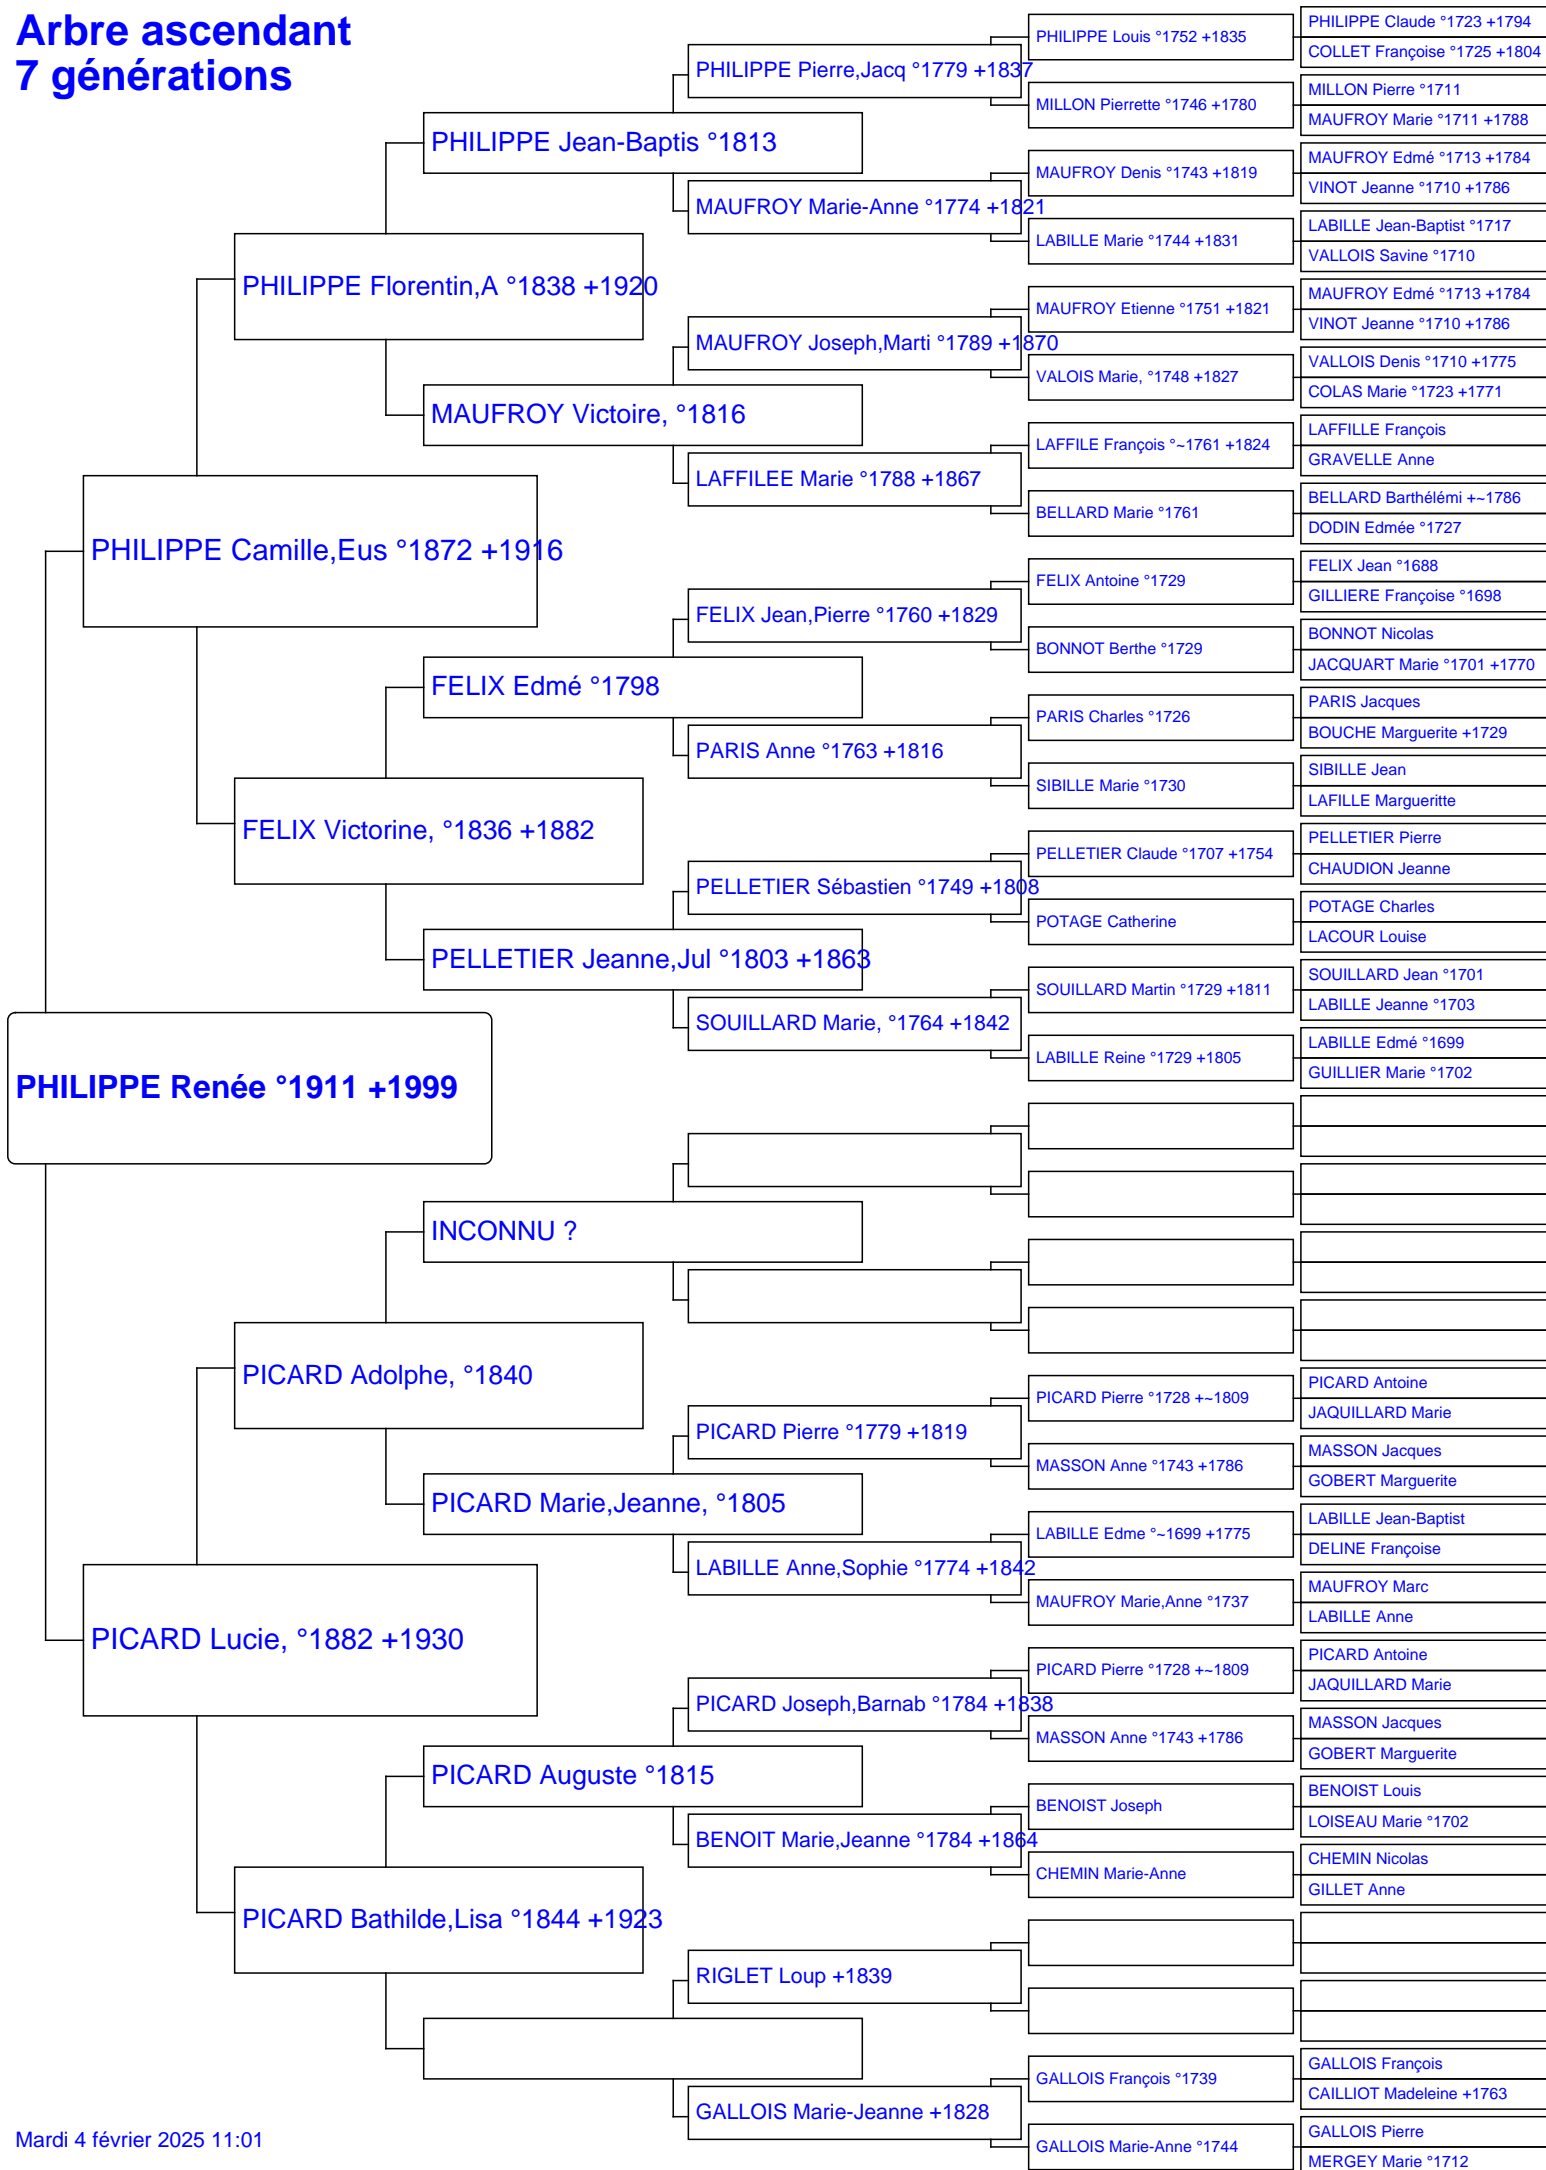 Arbre ascendant
7 générations
PHILIPPE Renée °1911 +1999
PHILIPPE Camille,Eus °1872 +1916
PICARD Lucie, °1882 +1930
PHILIPPE Florentin,A °1838 +1920
FELIX Victorine, °1836 +1882
PICARD Adolphe, °1840
PICARD Bathilde,Lisa °1844 +1923
PHILIPPE Jean-Baptis °1813
MAUFROY Victoire, °1816
FELIX Edmé °1798
PELLETIER Jeanne,Jul °1803 +1863
INCONNU ?
PICARD Marie,Jeanne, °1805
PICARD Auguste °1815
PHILIPPE Pierre,Jacq °1779 +1837
MAUFROY Marie-Anne °1774 +1821
MAUFROY Joseph,Marti °1789 +1870
LAFFILEE Marie °1788 +1867
FELIX Jean,Pierre °1760 +1829
PARIS Anne °1763 +1816
PELLETIER Sébastien °1749 +1808
SOUILLARD Marie, °1764 +1842
PICARD Pierre °1779 +1819
LABILLE Anne,Sophie °1774 +1842
PICARD Joseph,Barnab °1784 +1838
BENOIT Marie,Jeanne °1784 +1864
RIGLET Loup +1839
GALLOIS Marie-Jeanne +1828
PHILIPPE Louis °1752 +1835
MILLON Pierrette °1746 +1780
MAUFROY Denis °1743 +1819
LABILLE Marie °1744 +1831
MAUFROY Etienne °1751 +1821
VALOIS Marie, °1748 +1827
LAFFILE François °~1761 +1824
BELLARD Marie °1761
FELIX Antoine °1729
BONNOT Berthe °1729
PARIS Charles °1726
SIBILLE Marie °1730
PELLETIER Claude °1707 +1754
POTAGE Catherine
SOUILLARD Martin °1729 +1811
LABILLE Reine °1729 +1805
PICARD Pierre °1728 +~1809
MASSON Anne °1743 +1786
LABILLE Edme °~1699 +1775
MAUFROY Marie,Anne °1737
PICARD Pierre °1728 +~1809
MASSON Anne °1743 +1786
BENOIST Joseph
CHEMIN Marie-Anne
GALLOIS François °1739
GALLOIS Marie-Anne °1744
PHILIPPE Claude °1723 +1794
COLLET Françoise °1725 +1804
MILLON Pierre °1711
MAUFROY Marie °1711 +1788
MAUFROY Edmé °1713 +1784
VINOT Jeanne °1710 +1786
LABILLE Jean-Baptist °1717
VALLOIS Savine °1710
MAUFROY Edmé °1713 +1784
VINOT Jeanne °1710 +1786
VALLOIS Denis °1710 +1775
COLAS Marie °1723 +1771
LAFFILLE François
GRAVELLE Anne
BELLARD Barthélémi +~1786
DODIN Edmée °1727
FELIX Jean °1688
GILLIERE Françoise °1698
BONNOT Nicolas
JACQUART Marie °1701 +1770
PARIS Jacques
BOUCHE Marguerite +1729
SIBILLE Jean
LAFILLE Margueritte
PELLETIER Pierre
CHAUDION Jeanne
POTAGE Charles
LACOUR Louise
SOUILLARD Jean °1701
LABILLE Jeanne °1703
LABILLE Edmé °1699
GUILLIER Marie °1702
PICARD Antoine
JAQUILLARD Marie
MASSON Jacques
GOBERT Marguerite
LABILLE Jean-Baptist
DELINE Françoise
MAUFROY Marc
LABILLE Anne
PICARD Antoine
JAQUILLARD Marie
MASSON Jacques
GOBERT Marguerite
BENOIST Louis
LOISEAU Marie °1702
CHEMIN Nicolas
GILLET Anne
GALLOIS François
CAILLIOT Madeleine +1763
GALLOIS Pierre
MERGEY Marie °1712
Mardi 4 février 2025 11:01